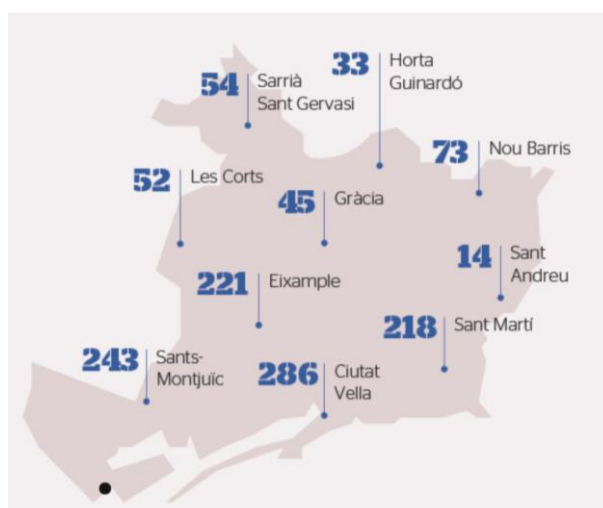 54
Sarrià
Sant Gervasi
33
Horta
Guinardó
73
Nou Barris
52
Les Corts
45
Gràcia
14
Sant
Andreu
221
Eixample
218
Sant Martí
243
Sants-
Montjuïc
286
Ciutat
Vella